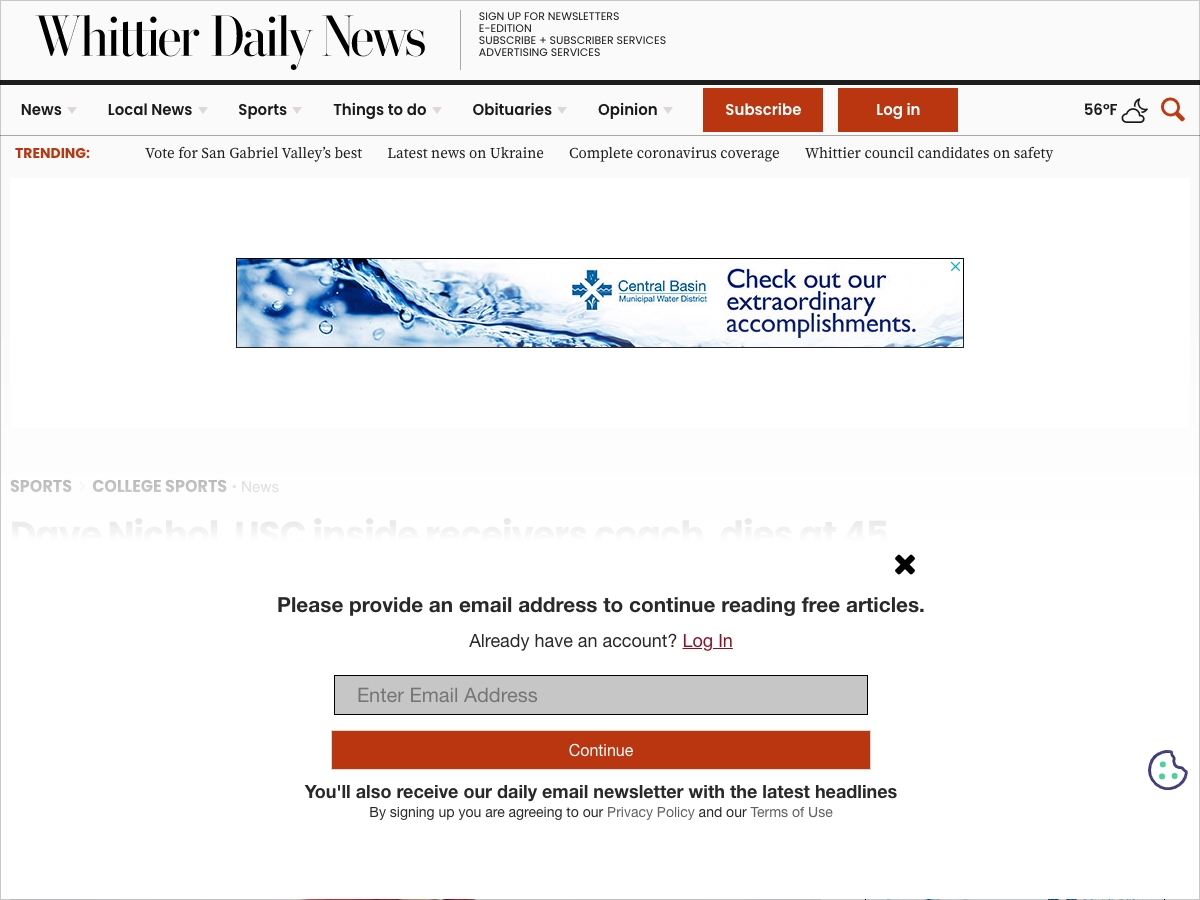 Whittier Daily News
SIGN UP FOR NEWSLETTERS
E-EDITION
SUBSCRIBE + SUBSCRIBER SERVICES
ADVERTISING SERVICES
News Local News Sports Things to do Obituaries Opinion Subscribe Log in 56°F
TRENDING: Vote for San Gabriel Valley’s best Latest news on Ukraine Complete coronavirus coverage Whittier council candidates on safety
Central Basin
Municipal Water District
Check out our
extraordinary
accomplishments.
SPORTS COLLEGE SPORTS • News
Dave Nichol, USC inside receivers coach, dies at 45
Please provide an email address to continue reading free articles.
Already have an account? Log In
Enter Email Address
Continue
You'll also receive our daily email newsletter with the latest headlines
By signing up you are agreeing to our Privacy Policy and our Terms of Use